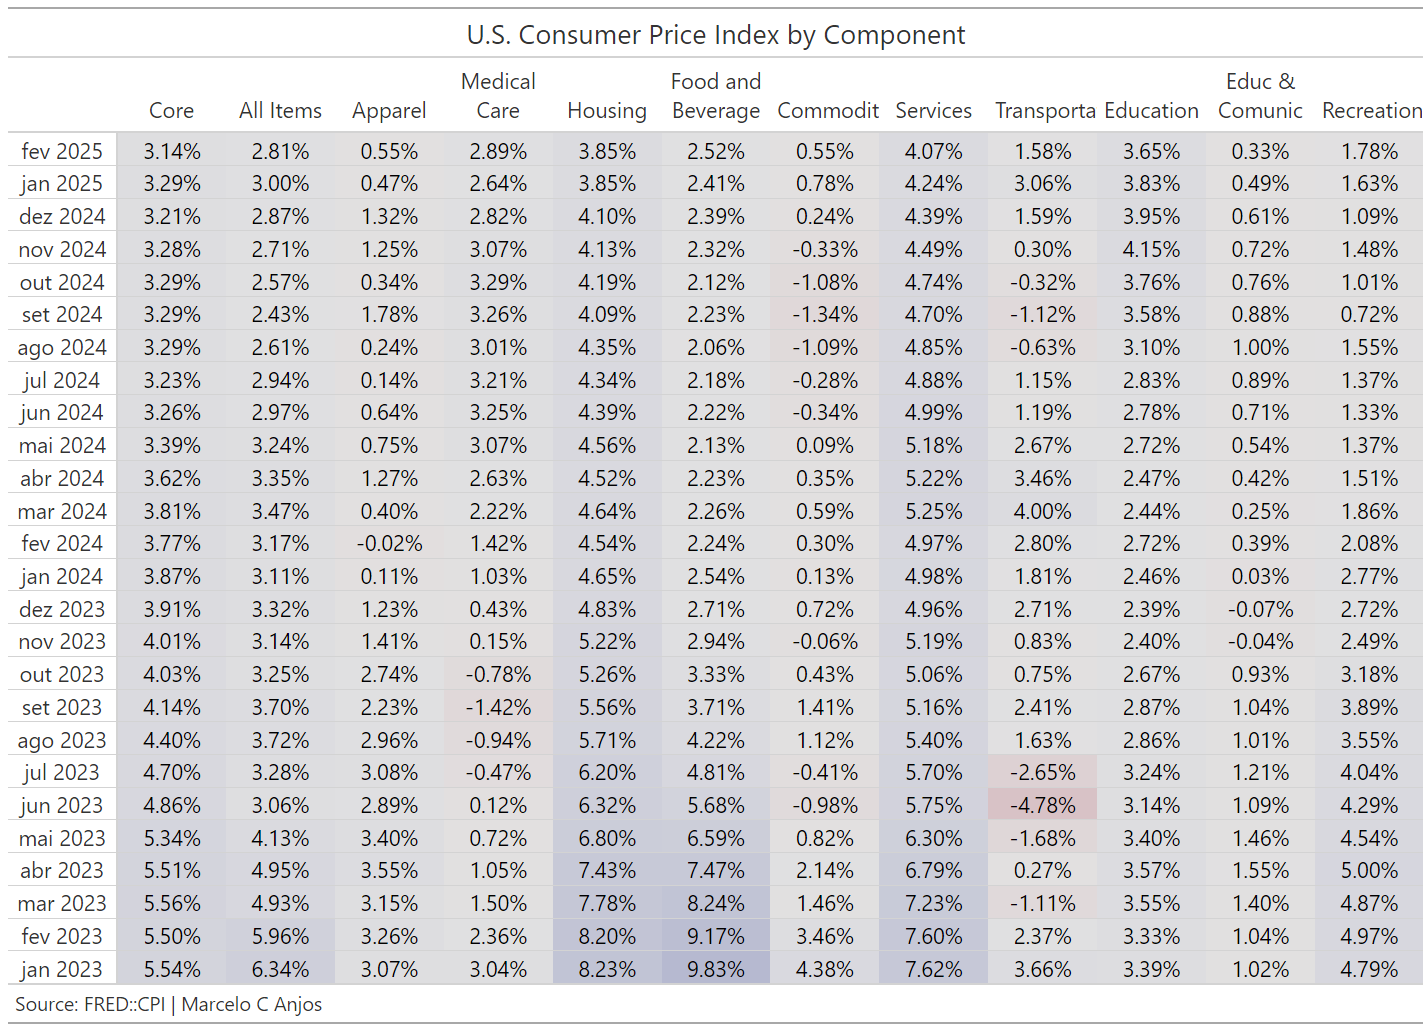 U.S. Consumer Price Index by Component
Core All Items Apparel Medical Care Housing Food and Beverage Commodit Services Transporta Education Educ & Comunic Recreation
fev 2025 3.14% 2.81% 0.55% 2.89% 3.85% 2.52% 0.55% 4.07% 1.58% 3.65% 0.33% 1.78%
jan 2025 3.29% 3.00% 0.47% 2.64% 3.85% 2.41% 0.78% 4.24% 3.06% 3.83% 0.49% 1.63%
dez 2024 3.21% 2.87% 1.32% 2.82% 4.10% 2.39% 0.24% 4.39% 1.59% 3.95% 0.61% 1.09%
nov 2024 3.28% 2.71% 1.25% 3.07% 4.13% 2.32% -0.33% 4.49% 0.30% 4.15% 0.72% 1.48%
out 2024 3.29% 2.57% 0.34% 3.29% 4.19% 2.12% -1.08% 4.74% -0.32% 3.76% 0.76% 1.01%
set 2024 3.29% 2.43% 1.78% 3.26% 4.09% 2.23% -1.34% 4.70% -1.12% 3.58% 0.88% 0.72%
ago 2024 3.29% 2.61% 0.24% 3.01% 4.35% 2.06% -1.09% 4.85% -0.63% 3.10% 1.00% 1.55%
jul 2024 3.23% 2.94% 0.14% 3.21% 4.34% 2.18% -0.28% 4.88% 1.15% 2.83% 0.89% 1.37%
jun 2024 3.26% 2.97% 0.64% 3.25% 4.39% 2.22% -0.34% 4.99% 1.19% 2.78% 0.71% 1.33%
mai 2024 3.39% 3.24% 0.75% 3.07% 4.56% 2.13% 0.09% 5.18% 2.67% 2.72% 0.54% 1.37%
abr 2024 3.62% 3.35% 1.27% 2.63% 4.52% 2.23% 0.35% 5.22% 3.46% 2.47% 0.42% 1.51%
mar 2024 3.81% 3.47% 0.40% 2.22% 4.64% 2.26% 0.59% 5.25% 4.00% 2.44% 0.25% 1.86%
fev 2024 3.77% 3.17% -0.02% 1.42% 4.54% 2.24% 0.30% 4.97% 2.80% 2.72% 0.39% 2.08%
jan 2024 3.87% 3.11% 0.11% 1.03% 4.65% 2.54% 0.13% 4.98% 1.81% 2.46% 0.03% 2.77%
dez 2023 3.91% 3.32% 1.23% 0.43% 4.83% 2.71% 0.72% 4.96% 2.71% 2.39% -0.07% 2.72%
nov 2023 4.01% 3.14% 1.41% 0.15% 5.22% 2.94% -0.06% 5.19% 0.83% 2.40% -0.04% 2.49%
out 2023 4.03% 3.25% 2.74% -0.78% 5.26% 3.33% 0.43% 5.06% 0.75% 2.67% 0.93% 3.18%
set 2023 4.14% 3.70% 2.23% -1.42% 5.56% 3.71% 1.41% 5.16% 2.41% 2.87% 1.04% 3.89%
ago 2023 4.40% 3.72% 2.96% -0.94% 5.71% 4.22% 1.12% 5.40% 1.63% 2.86% 1.01% 3.55%
jul 2023 4.70% 3.28% 3.08% -0.47% 6.20% 4.81% -0.41% 5.70% -2.65% 3.24% 1.21% 4.04%
jun 2023 4.86% 3.06% 2.89% 0.12% 6.32% 5.68% -0.98% 5.75% -4.78% 3.14% 1.09% 4.29%
mai 2023 5.34% 4.13% 3.40% 0.72% 6.80% 6.59% 0.82% 6.30% -1.68% 3.40% 1.46% 4.54%
abr 2023 5.51% 4.95% 3.55% 1.05% 7.43% 7.47% 2.14% 6.79% 0.27% 3.57% 1.55% 5.00%
mar 2023 5.56% 4.93% 3.15% 1.50% 7.78% 8.24% 1.46% 7.23% -1.11% 3.55% 1.40% 4.87%
fev 2023 5.50% 5.96% 3.26% 2.36% 8.20% 9.17% 3.46% 7.60% 2.37% 3.33% 1.04% 4.97%
jan 2023 5.54% 6.34% 3.07% 3.04% 8.23% 9.83% 4.38% 7.62% 3.66% 3.39% 1.02% 4.79%
Source: FRED::CPI | Marcelo C Anjos